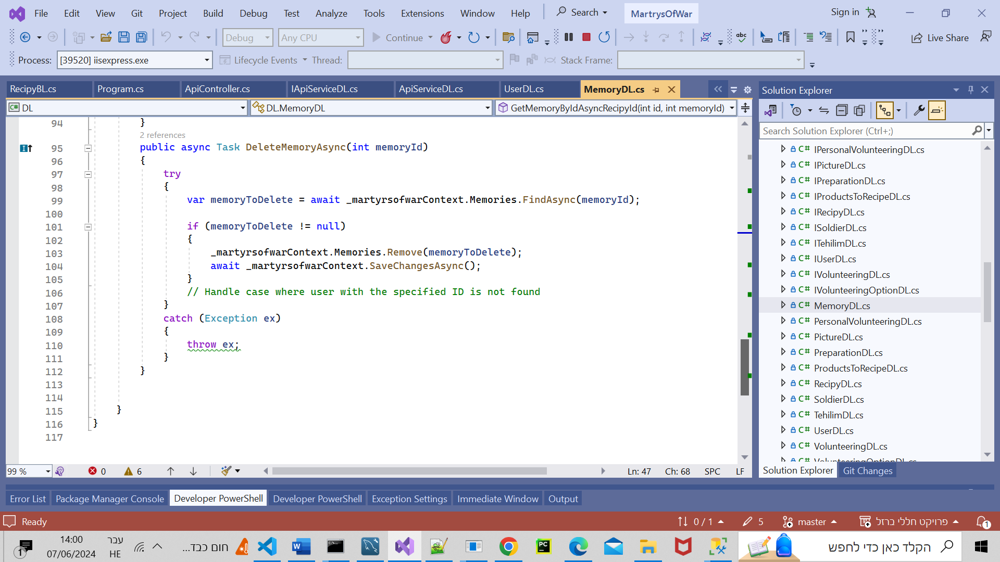 File Edit View Git Project Build Debug Test Analyze Tools Extensions Window Help Search MartrysOfWar Sign in
Debug Any CPU Continue Live Share
Process: [39520] iisexpress.exe Lifecycle Events Thread: Stack Frame:
RecipyBL.cs Program.cs ApiController.cs IApiServiceDL.cs ApiServiceDL.cs UserDL.cs MemoryDL.cs
DL DL.MemoryDL GetMemoryByIdAsyncRecipyId(int id, int memoryId)
94 }
2 references
95 public async Task DeleteMemoryAsync(int memoryId)
96 {
97 try
98 {
99 var memoryToDelete = await _martyrsofwarContext.Memories.FindAsync(memoryId);
100
101 if (memoryToDelete != null)
102 {
103 _martyrsofwarContext.Memories.Remove(memoryToDelete);
104 await _martyrsofwarContext.SaveChangesAsync();
105 }
106 // Handle case where user with the specified ID is not found
107 }
108 catch (Exception ex)
109 {
110 throw ex;
111 }
112 }
113
114
115 }
116 }
117
99 % 0 6 Ln: 47 Ch: 68 SPC LF
Solution Explorer
Search Solution Explorer (Ctrl+;)
C# IPersonalVolunteeringDL.cs
C# IPictureDL.cs
C# IPreparationDL.cs
C# IProductsToRecipeDL.cs
C# IRecipyDL.cs
C# ISoldierDL.cs
C# ITehilimDL.cs
C# IUserDL.cs
C# IVolunteeringDL.cs
C# IVolunteeringOptionDL.cs
C# MemoryDL.cs
C# PersonalVolunteeringDL.cs
C# PictureDL.cs
C# PreparationDL.cs
C# ProductsToRecipeDL.cs
C# RecipyDL.cs
C# SoldierDL.cs
C# TehilimDL.cs
C# UserDL.cs
C# VolunteeringDL.cs
C# VolunteeringOptionDL.cs
Solution Explorer Git Changes
Error List Package Manager Console Developer PowerShell Developer PowerShell Exception Settings Immediate Window Output
Ready 0 / 1 5 master פרויקט חללי ברזל 1
14:00
07/06/2024
עבר
HE
חום כבד...
הקלד כאן כדי לחפש